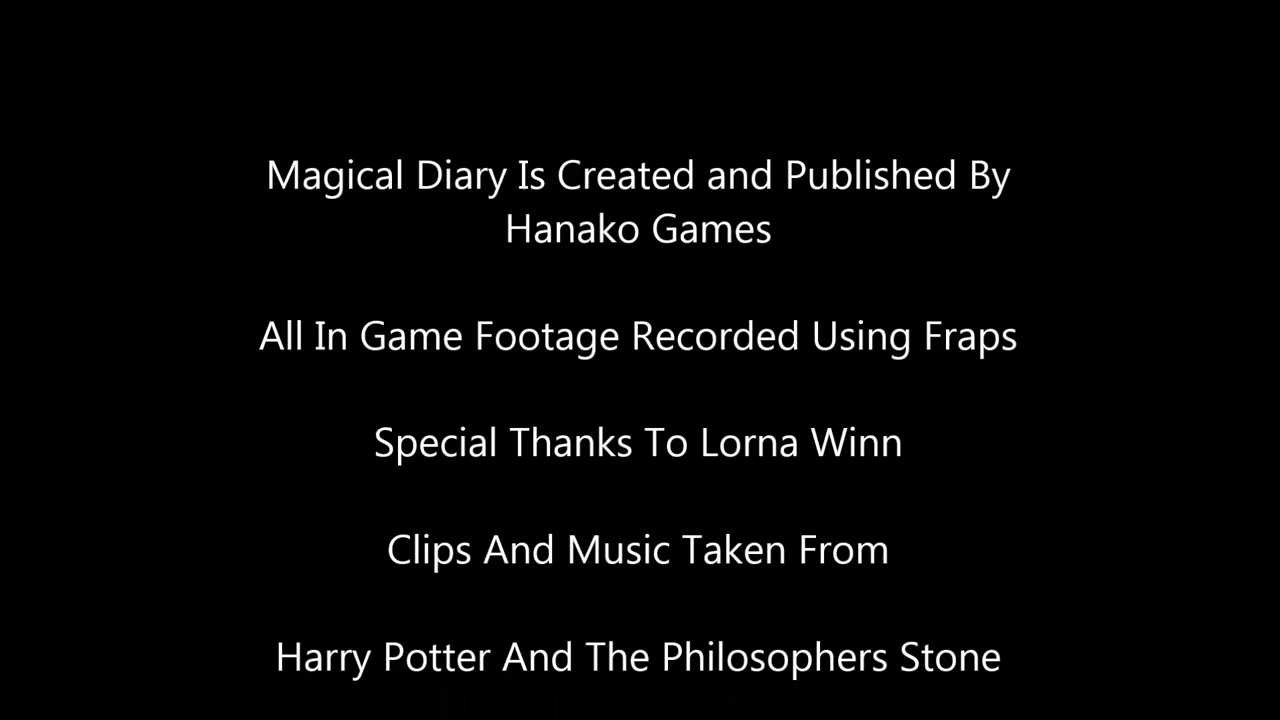 Magical Diary Is Created and Published By
Hanako Games
All In Game Footage Recorded Using Fraps
Special Thanks To Lorna Winn
Clips And Music Taken From
Harry Potter And The Philosophers Stone